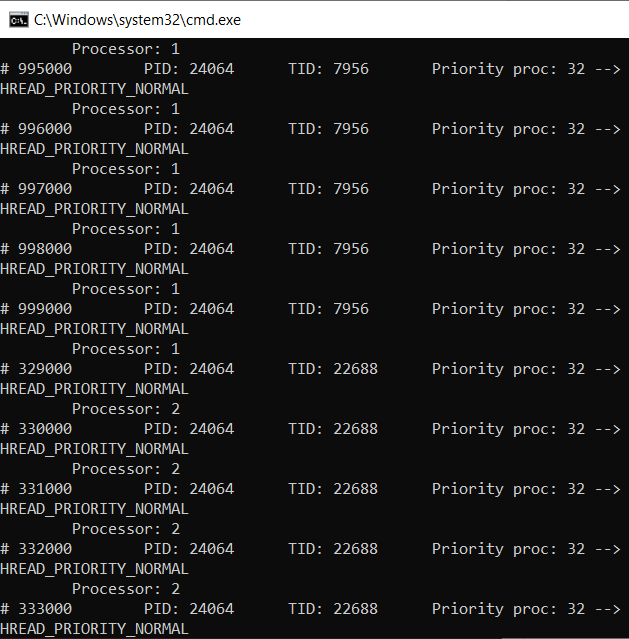 C:\Windows\system32\cmd.exe
Processor: 1
# 995000 PID: 24064 TID: 7956 Priority proc: 32 -->
HREAD_PRIORITY_NORMAL
Processor: 1
# 996000 PID: 24064 TID: 7956 Priority proc: 32 -->
HREAD_PRIORITY_NORMAL
Processor: 1
# 997000 PID: 24064 TID: 7956 Priority proc: 32 -->
HREAD_PRIORITY_NORMAL
Processor: 1
# 998000 PID: 24064 TID: 7956 Priority proc: 32 -->
HREAD_PRIORITY_NORMAL
Processor: 1
# 999000 PID: 24064 TID: 7956 Priority proc: 32 -->
HREAD_PRIORITY_NORMAL
Processor: 1
# 329000 PID: 24064 TID: 22688 Priority proc: 32 -->
HREAD_PRIORITY_NORMAL
Processor: 2
# 330000 PID: 24064 TID: 22688 Priority proc: 32 -->
HREAD_PRIORITY_NORMAL
Processor: 2
# 331000 PID: 24064 TID: 22688 Priority proc: 32 -->
HREAD_PRIORITY_NORMAL
Processor: 2
# 332000 PID: 24064 TID: 22688 Priority proc: 32 -->
HREAD_PRIORITY_NORMAL
Processor: 2
# 333000 PID: 24064 TID: 22688 Priority proc: 32 -->
HREAD_PRIORITY_NORMAL